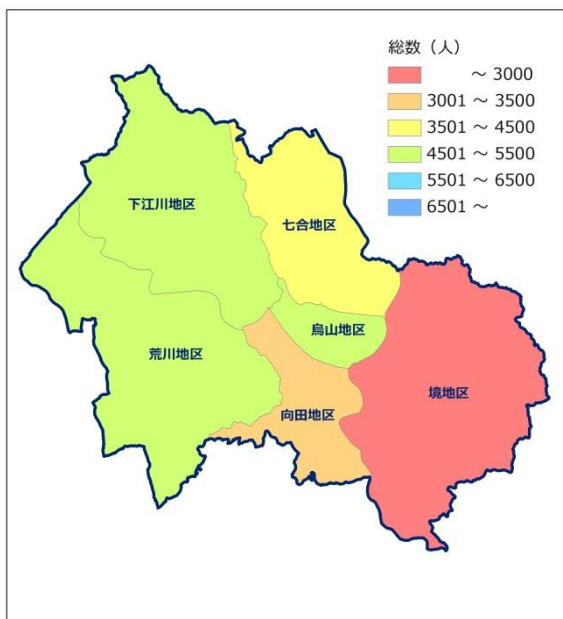 総数（人）
～ 3000
3001 ～ 3500
3501 ～ 4500
4501 ～ 5500
5501 ～ 6500
6501 ～
下江川地区
七合地区
烏山地区
荒川地区
向田地区
境地区